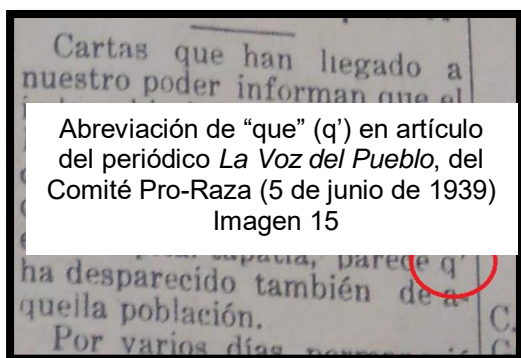 Cartas que han llegado a
nuestro poder informan que el
Abreviación de “que” (q’) en artículo
del periódico La Voz del Pueblo, del
Comité Pro-Raza (5 de junio de 1939)
Imagen 15
tapatía, parece q'
ha desparecido también de a-
quella población.
C.
Por varios días